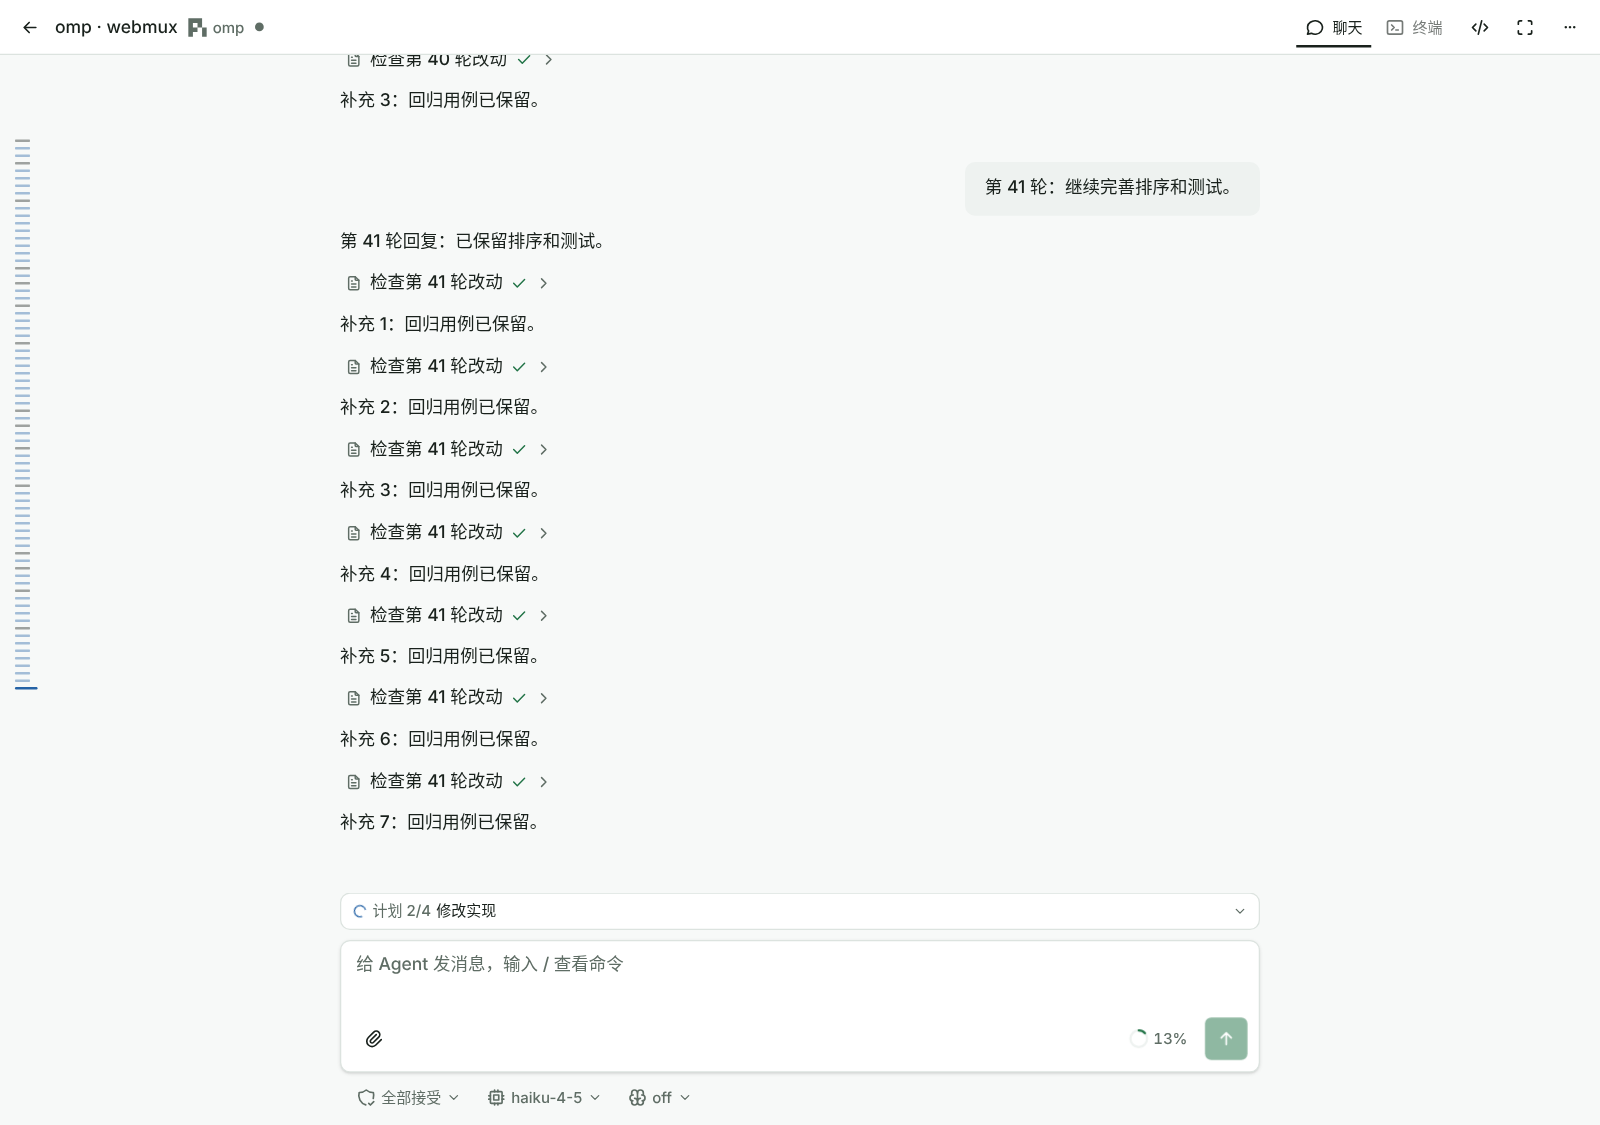 omp · webmux omp
聊天
终端
检查第 40 轮改动
补充 3：回归用例已保留。
第 41 轮：继续完善排序和测试。
第 41 轮回复：已保留排序和测试。
检查第 41 轮改动
补充 1：回归用例已保留。
检查第 41 轮改动
补充 2：回归用例已保留。
检查第 41 轮改动
补充 3：回归用例已保留。
检查第 41 轮改动
补充 4：回归用例已保留。
检查第 41 轮改动
补充 5：回归用例已保留。
检查第 41 轮改动
补充 6：回归用例已保留。
检查第 41 轮改动
补充 7：回归用例已保留。
计划 2/4 修改实现
给 Agent 发消息，输入 / 查看命令
13%
全部接受
haiku-4-5
off